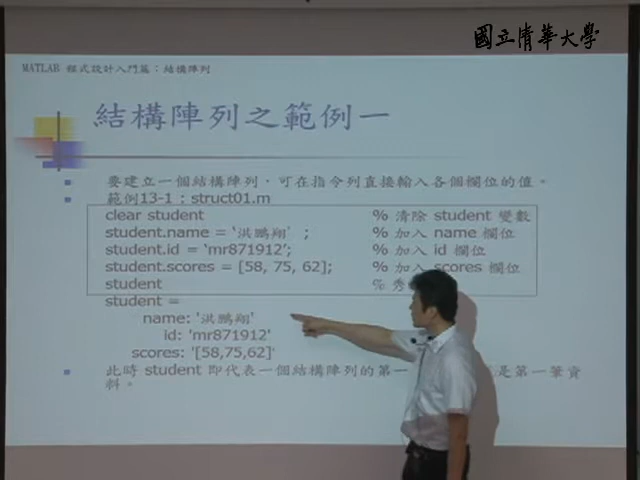 國立清華大學
MATLAB 程式設計入門篇：結構陣列
結構陣列之範例一
要建立一個結構陣列，可在指令列直接輸入各個欄位的值。
範例13-1：struct01.m
clear student % 清除 student 變數
student.name = '洪鵬翔'； % 加入 name 欄位
student.id = 'mr871912'; % 加入 id 欄位
student.scores = [58, 75, 62]; % 加入 scores 欄位
student % 秀
student =
name: '洪鵬翔'
id: 'mr871912'
scores: '[58,75,62]'
此時 student 即代表一個結構陣列的第一 是第一筆資
料。